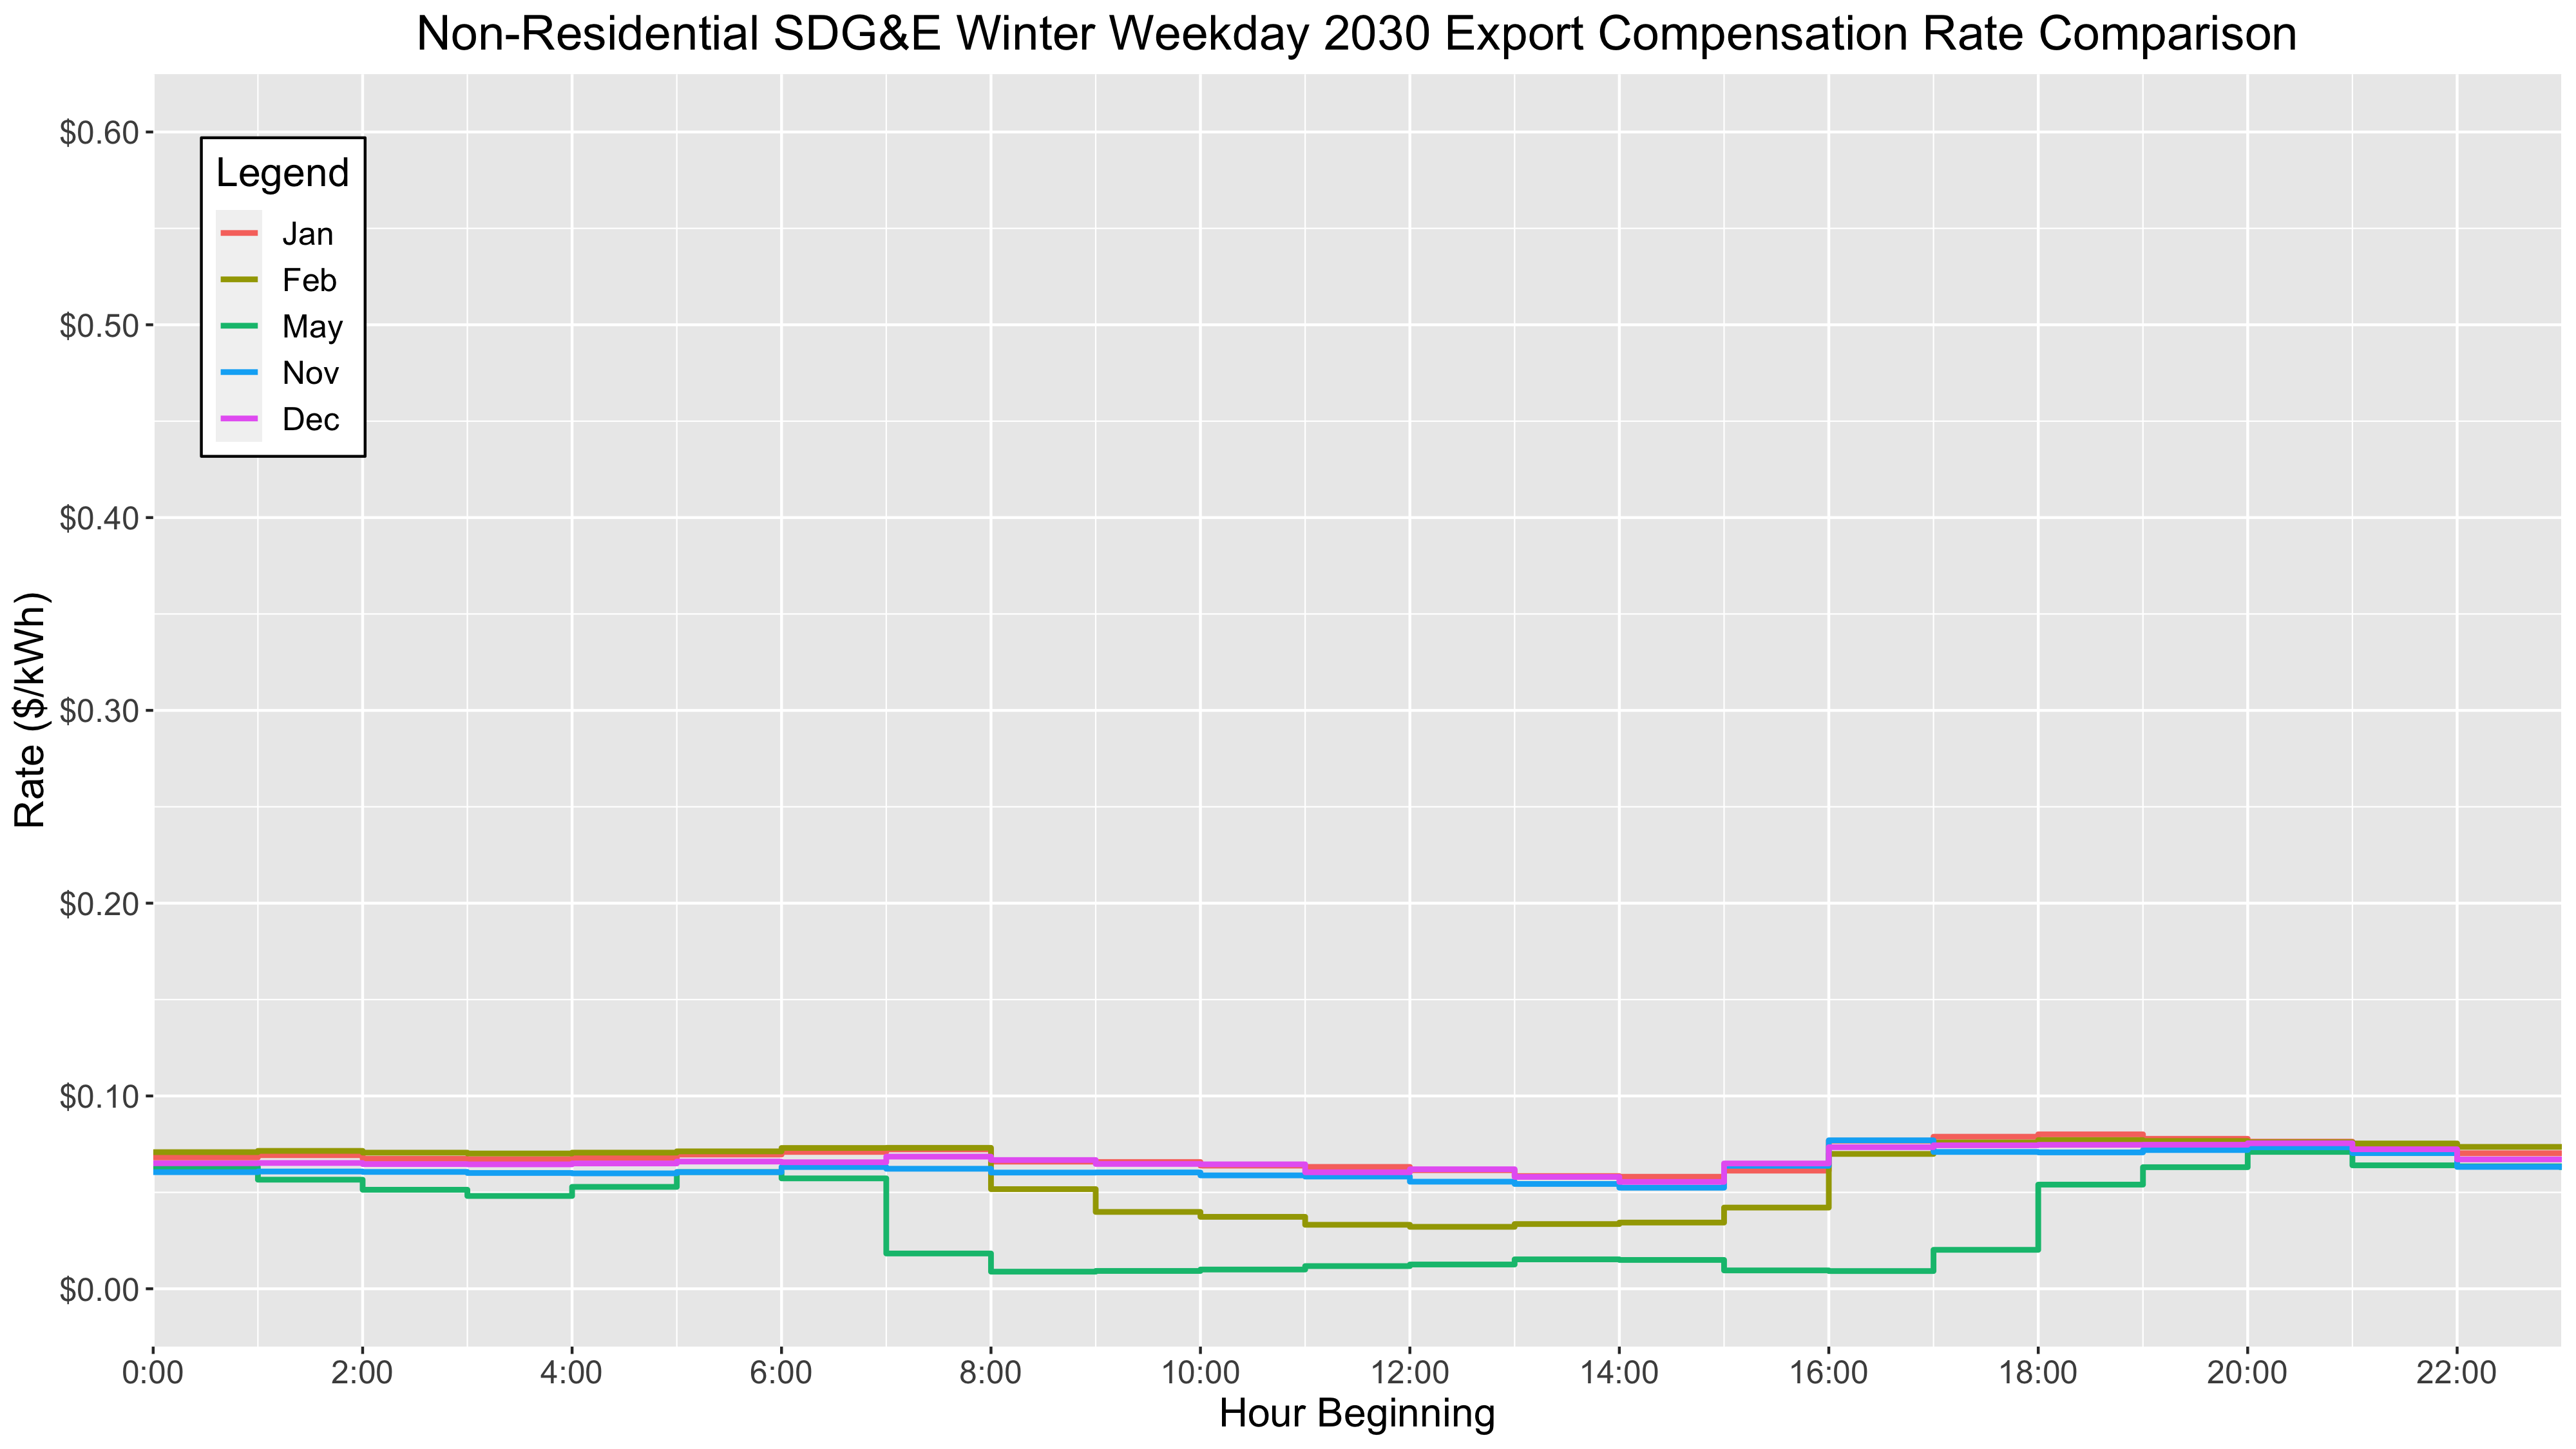 Non-Residential SDG&E Winter Weekday 2030 Export Compensation Rate Comparison
$0.60
Legend
Jan
Feb
May
Nov
Dec
$0.50
$0.40
$0.30
$0.20
$0.10
$0.00
Rate ($/kWh)
0:00 2:00 4:00 6:00 8:00 10:00 12:00 14:00 16:00 18:00 20:00 22:00
Hour Beginning